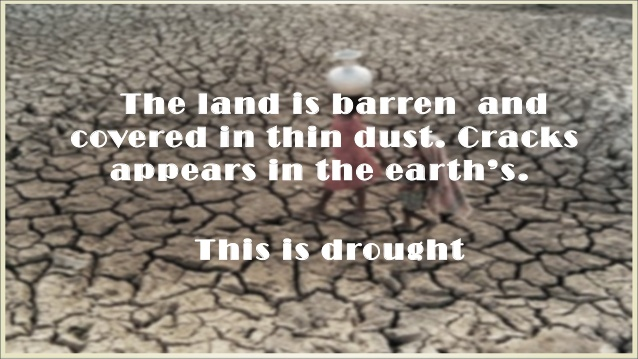 The land is barren and
covered in thin dust. Cracks
appears in the earth’s.
This is drought